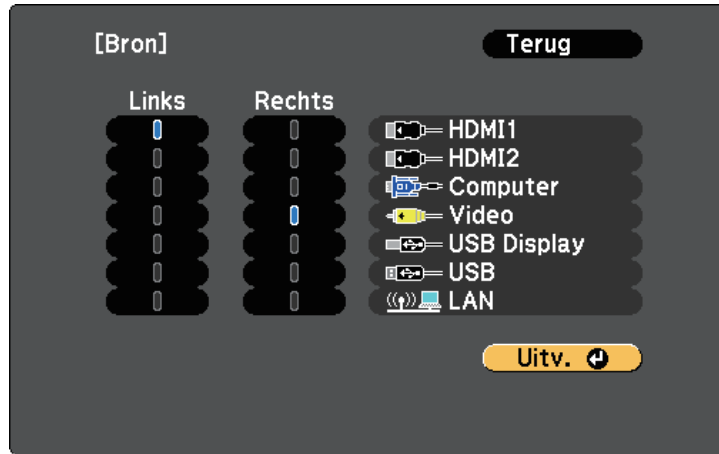 [Bron] Terug
Links Rechts
HDMI1
HDMI2
Computer
Video
USB Display
USB
LAN
Uitv.